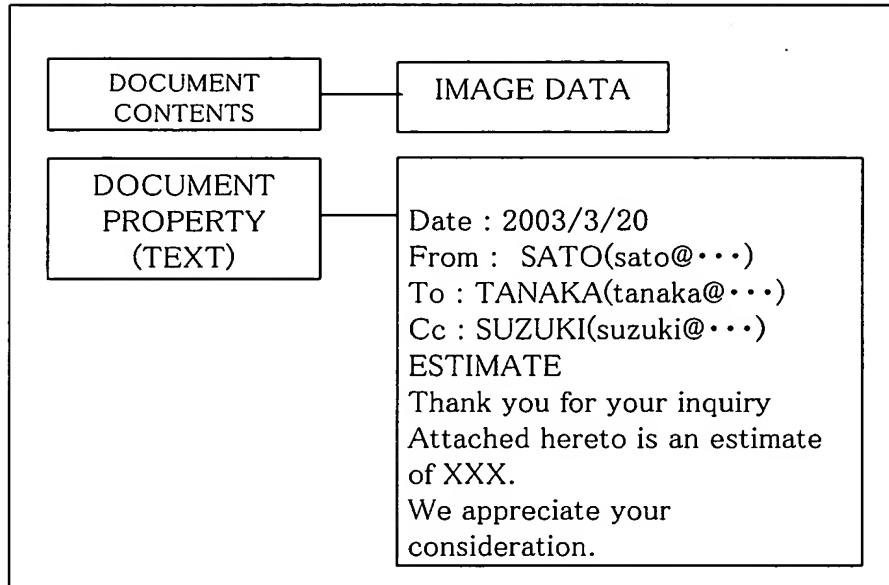 DOCUMENT
CONTENTS
IMAGE DATA
DOCUMENT
PROPERTY
(TEXT)
Date : 2003/3/20
From : SATO(sato@･･･)
To : TANAKA(tanaka@･･･)
Cc : SUZUKI(suzuki@･･･)
ESTIMATE
Thank you for your inquiry
Attached hereto is an estimate
of XXX.
We appreciate your
consideration.